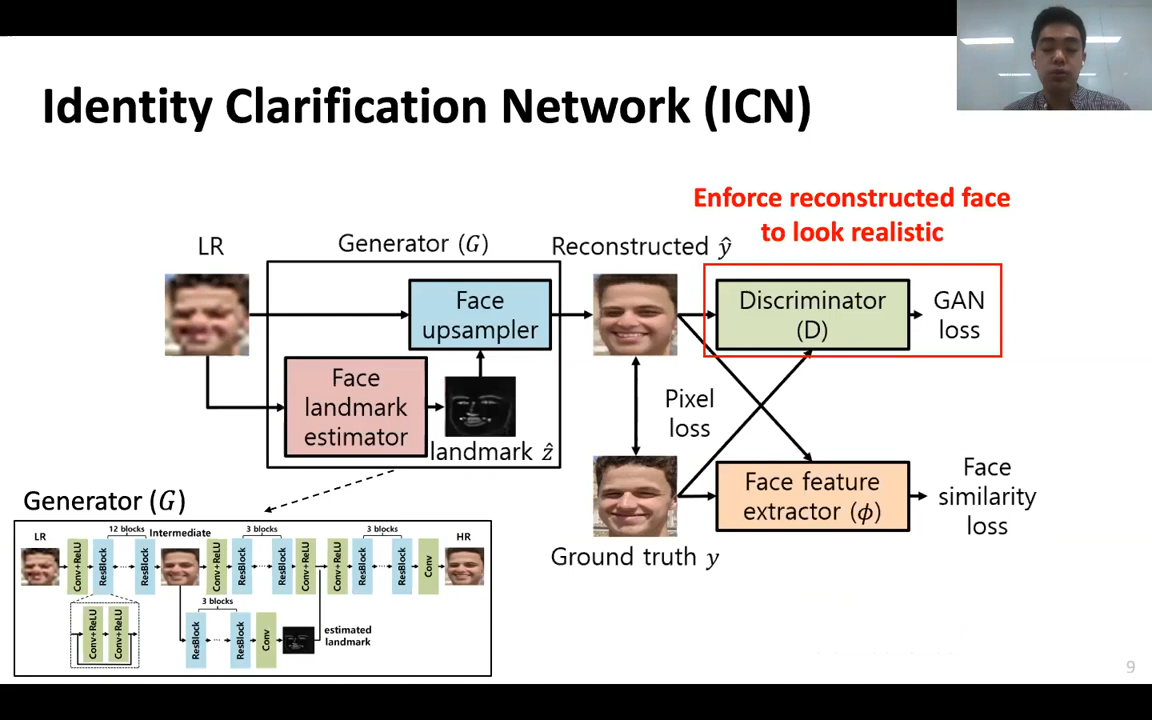 Identity Clarification Network (ICN)
Enforce reconstructed face
to look realistic
LR
Generator (G)
Reconstructed ŷ
Face
upsampler
Discriminator
(D)
GAN
loss
Face
landmark
estimator
landmark ẑ
Pixel
loss
Face feature
extractor (ϕ)
Face
similarity
loss
Ground truth y
Generator (G)
LR
12 blocks
Intermediate
3 blocks
3 blocks
HR
Conv+ReLU
ResBlock
...
ResBlock
Conv+ReLU
ResBlock
...
ResBlock
Conv+ReLU
Conv+ReLU
ResBlock
...
ResBlock
Conv
3 blocks
Conv+ReLU
Conv+ReLU
ResBlock
...
ResBlock
Conv
estimated
landmark
9